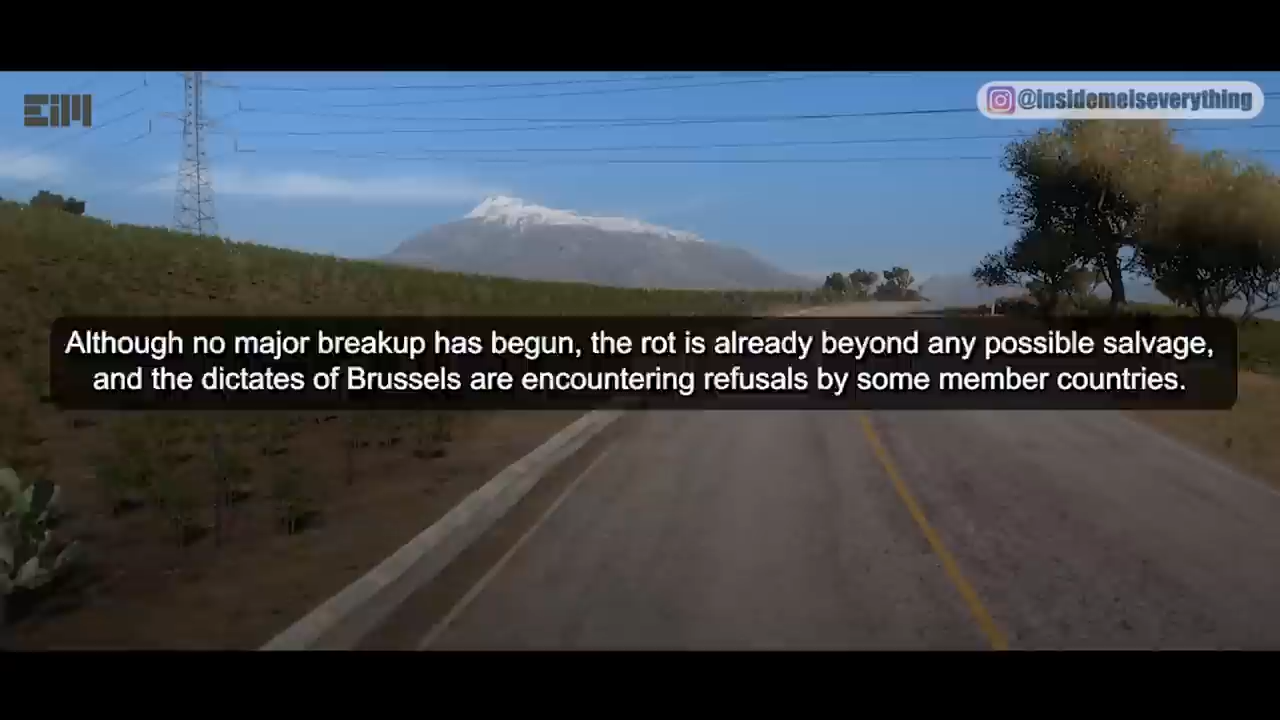 EiM
@insidemeiseverything
Although no major breakup has begun, the rot is already beyond any possible salvage,
and the dictates of Brussels are encountering refusals by some member countries.